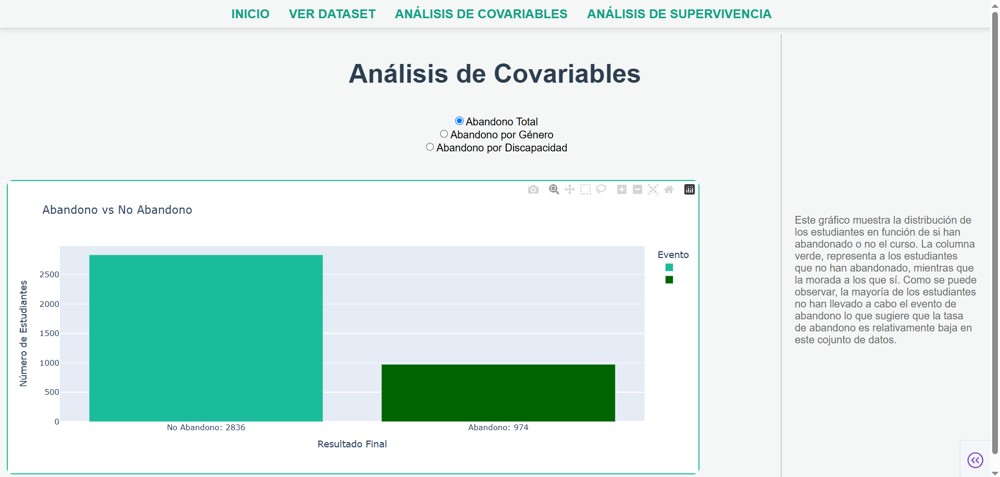 INICIO VER DATASET ANÁLISIS DE COVARIABLES ANÁLISIS DE SUPERVIVENCIA
Análisis de Covariables
Abandono Total
Abandono por Género
Abandono por Discapacidad
Abandono vs No Abandono
Evento
Número de Estudiantes
2500
2000
1500
1000
500
0
No Abandono: 2836 Abandono: 974
Resultado Final
Este gráfico muestra la distribución de
los estudiantes en función de si han
abandonado o no el curso. La columna
verde, representa a los estudiantes
que no han abandonado, mientras que
la morada a los que sí. Como se puede
observar, la mayoría de los estudiantes
no han llevado a cabo el evento de
abandono lo que sugiere que la tasa
de abandono es relativamente baja en
este cojunto de datos.